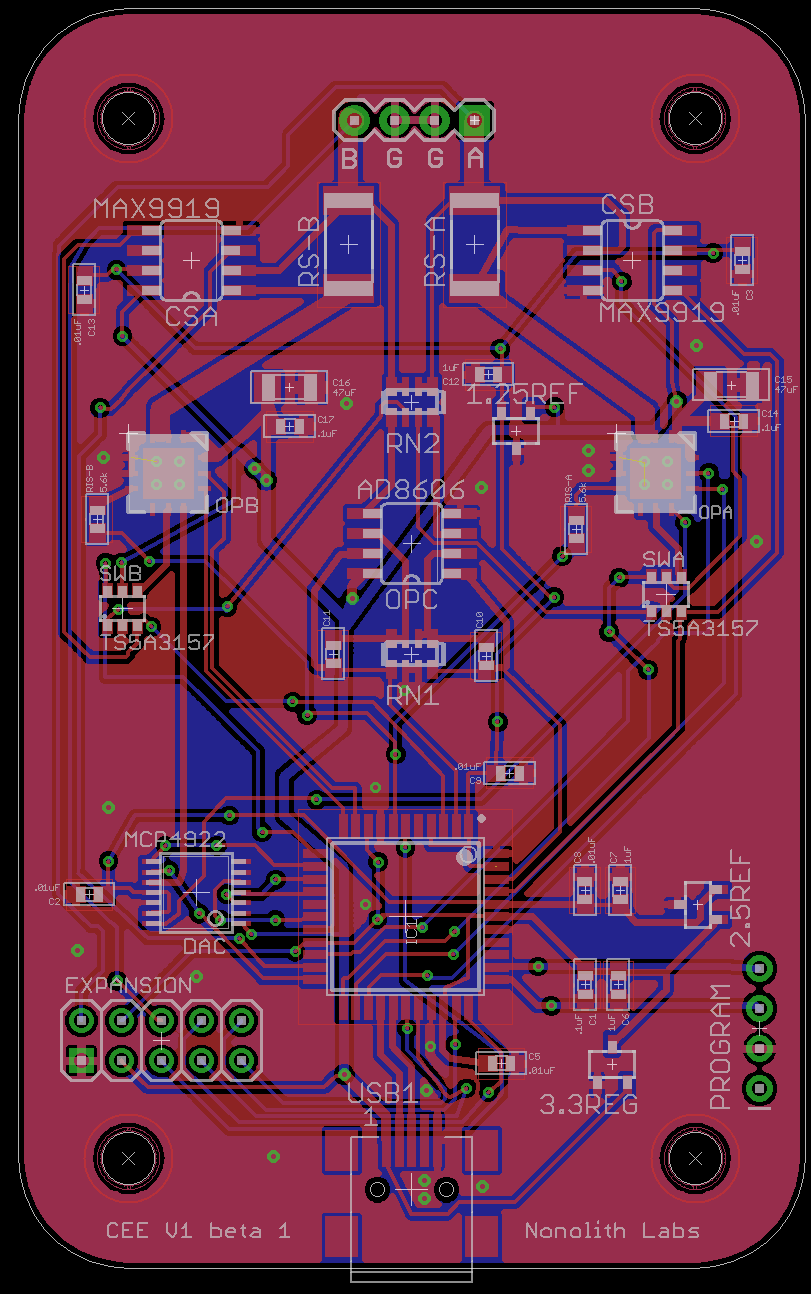 B G G A
MAX9919
CSB
RS-B
RS-A
.01uF
C13
CSA
MAX9919
.01uF
C3
C16
47uF
1uF
C12
C15
47uF
1.25REF
C17
.1uF
C14
.1uF
RN2
RIS-B
5.6k
OPB
AD8606
RIS-A
5.6k
OPA
SWB
SWA
OPC
TS5A3157
TS5A3157
C11
C10
RN1
.01uF
C9
MCP4922
C8
.01uF
C7
.1uF
2.5REF
.01uF
C2
IC1
DAC
EXPANSION
.1uF
C1
1uF
C6
PROGRAM
C5
.01uF
USB1
1
3.3REG
CEE V1 beta 1
Nonolith Labs